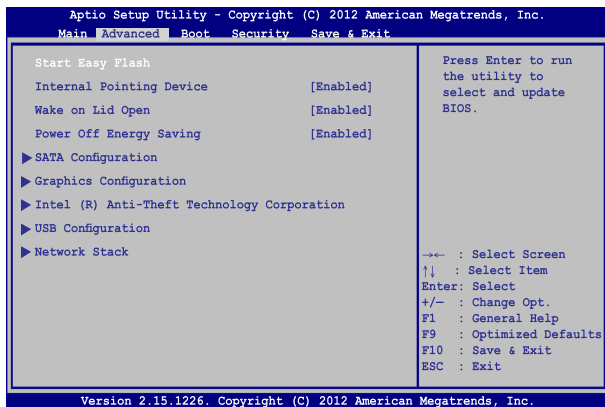 Aptio Setup Utility - Copyright (C) 2012 American Megatrends, Inc.
Main Advanced Boot Security Save & Exit
Start Easy Flash
Internal Pointing Device [Enabled]
Wake on Lid Open [Enabled]
Power Off Energy Saving [Enabled]
SATA Configuration
Graphics Configuration
Intel (R) Anti-Theft Technology Corporation
USB Configuration
Network Stack
Press Enter to run
the utility to
select and update
BIOS.
→← : Select Screen
↑↓ : Select Item
Enter: Select
+/— : Change Opt.
F1 : General Help
F9 : Optimized Defaults
F10 : Save & Exit
ESC : Exit
Version 2.15.1226. Copyright (C) 2012 American Megatrends, Inc.